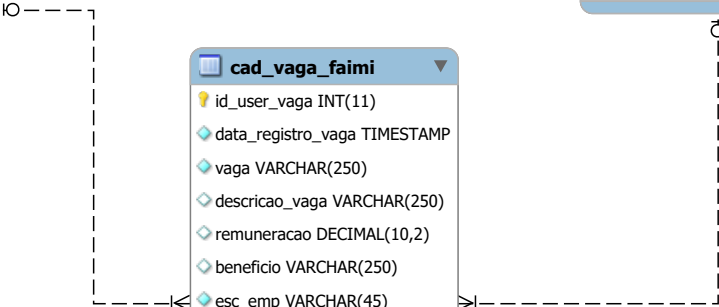 cad_vaga_faimi
id_user_vaga INT(11)
data_registro_vaga TIMESTAMP
vaga VARCHAR(250)
descricao_vaga VARCHAR(250)
remuneracao DECIMAL(10,2)
beneficio VARCHAR(250)
esc_emp VARCHAR(45)